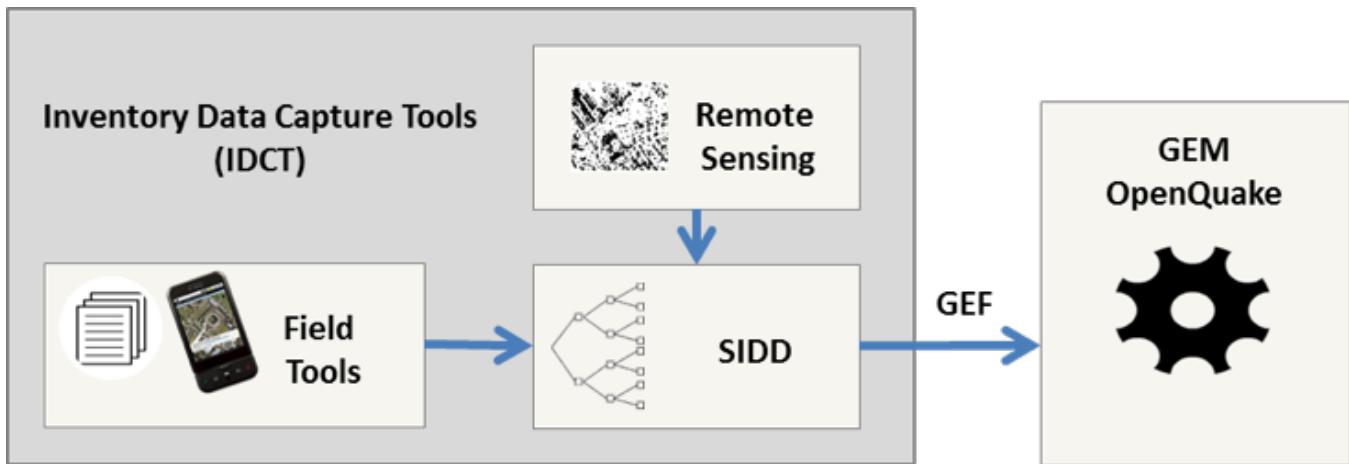 Inventory Data Capture Tools
(IDCT)
Remote
Sensing
GEM
OpenQuake
Field
Tools
SIDD
GEF